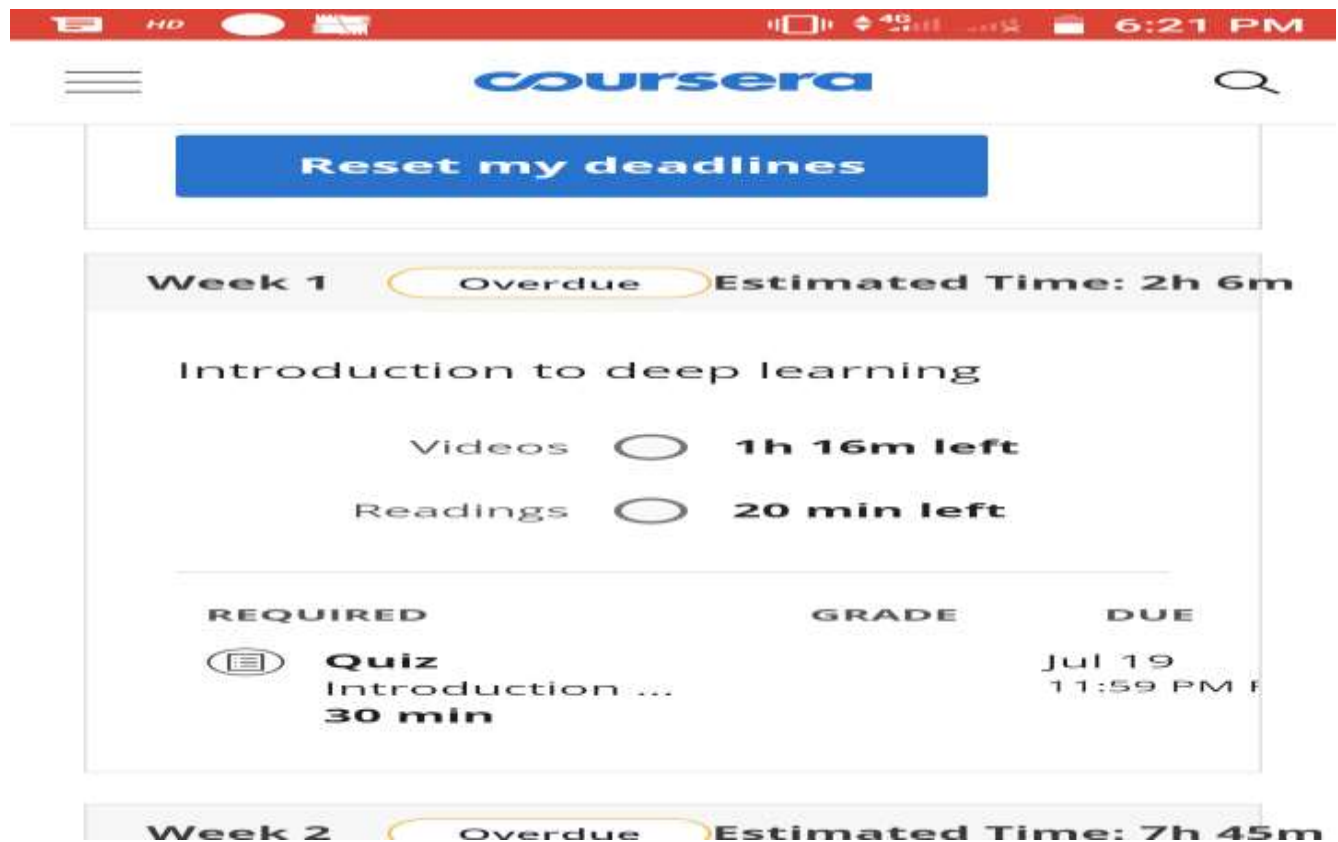 HD 4G 6:21 PM
coursera
Reset my deadlines
Week 1 Overdue Estimated Time: 2h 6m
Introduction to deep learning
Videos 1h 16m left
Readings 20 min left
REQUIRED GRADE DUE
Quiz Jul 19
Introduction ... 11:59 PM
30 min
Week 2 Overdue Estimated Time: 7h 45m